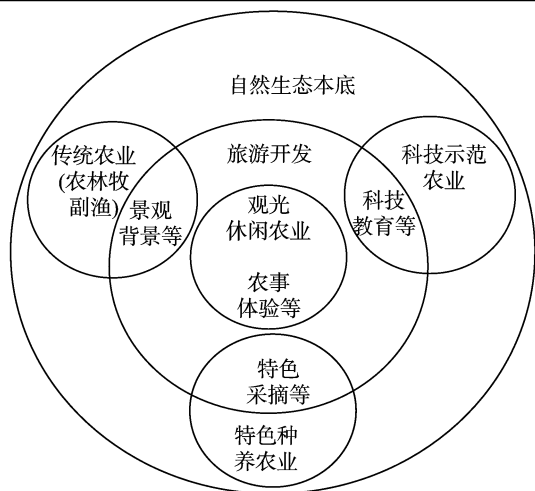 自然生态本底
旅游开发
传统农业
(农林牧
副渔)
景观
背景等
科技示范
农业
科技
教育等
观光
休闲农业
农事
体验等
特色
采摘等
特色种
养农业